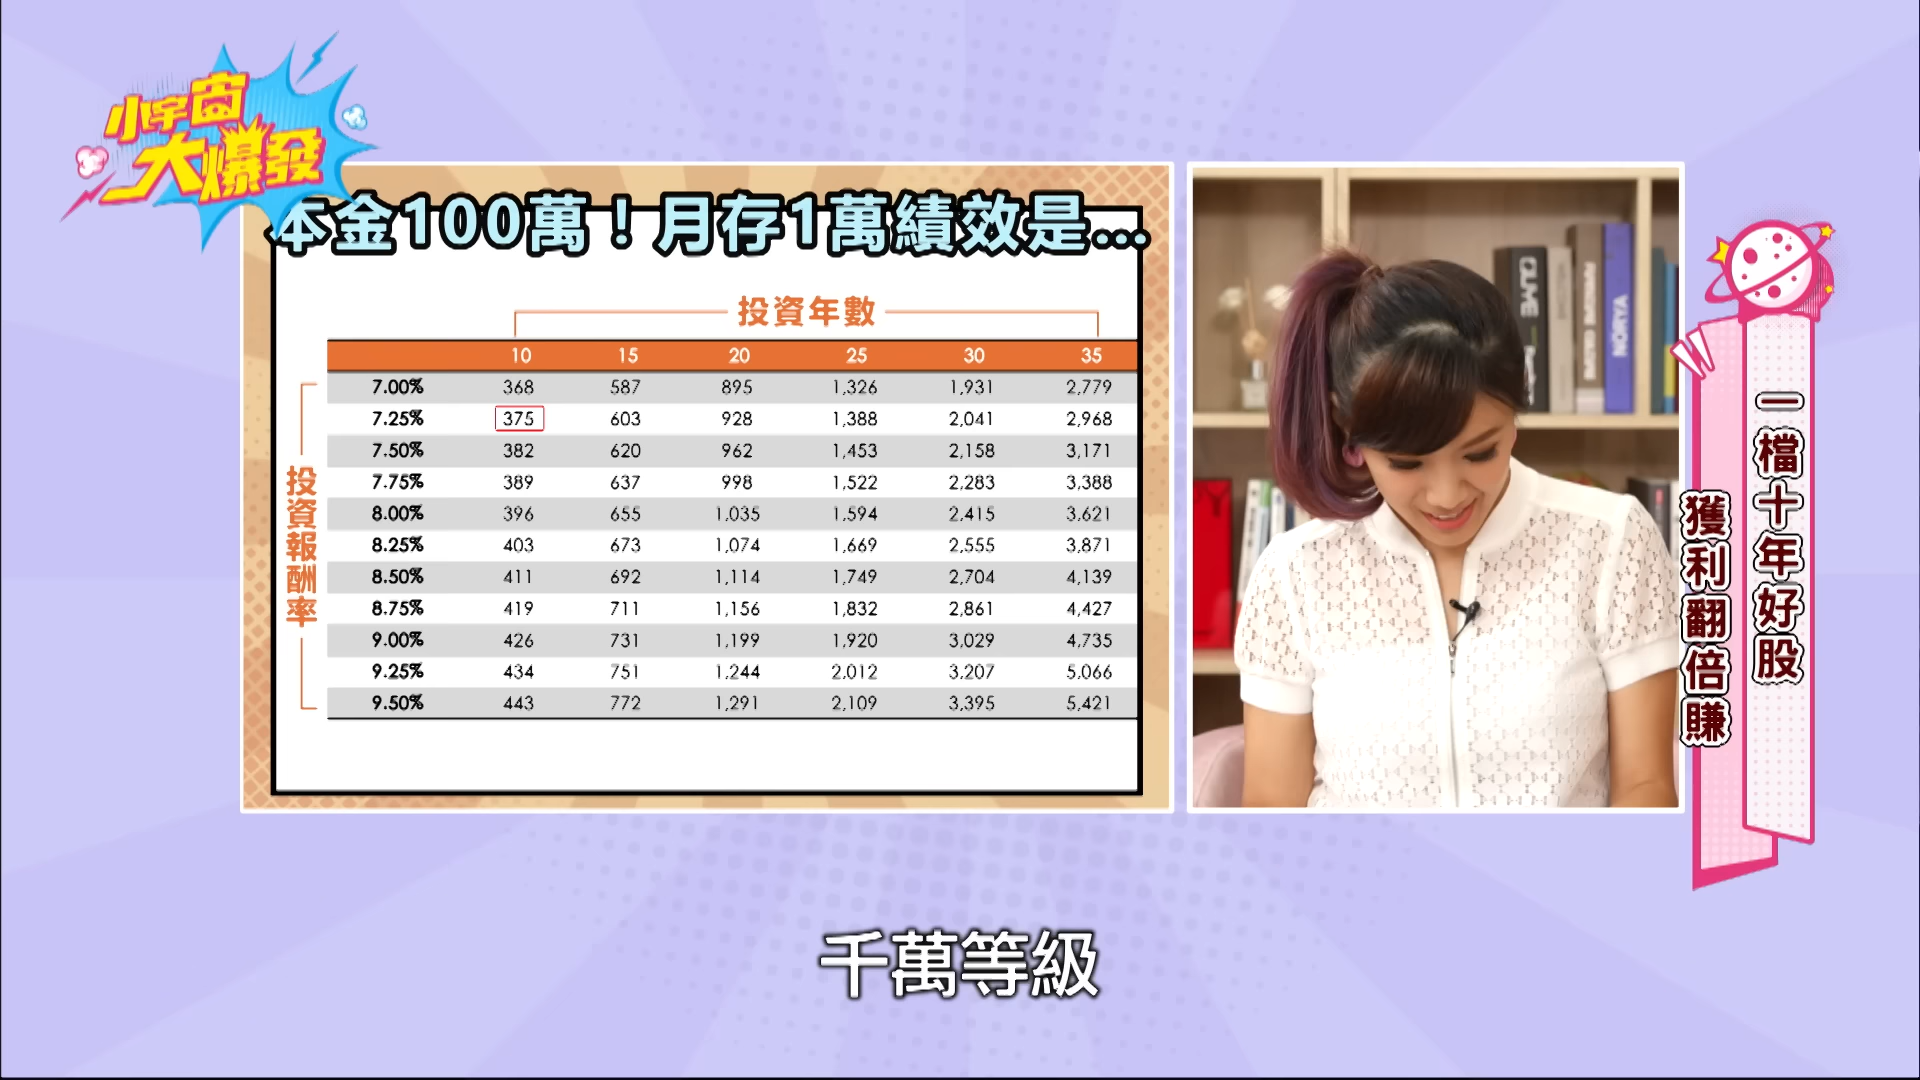 小宇宙
大爆發
本金100萬！月存1萬績效是...
投資年數
10 15 20 25 30 35
投資報酬率
7.00% 368 587 895 1,326 1,931 2,779
7.25% 375 603 928 1,388 2,041 2,968
7.50% 382 620 962 1,453 2,158 3,171
7.75% 389 637 998 1,522 2,283 3,388
8.00% 396 655 1,035 1,594 2,415 3,621
8.25% 403 673 1,074 1,669 2,555 3,871
8.50% 411 692 1,114 1,749 2,704 4,139
8.75% 419 711 1,156 1,832 2,861 4,427
9.00% 426 731 1,199 1,920 3,029 4,735
9.25% 434 751 1,244 2,012 3,207 5,066
9.50% 443 772 1,291 2,109 3,395 5,421
一檔十年好股
獲利翻倍賺
千萬等級